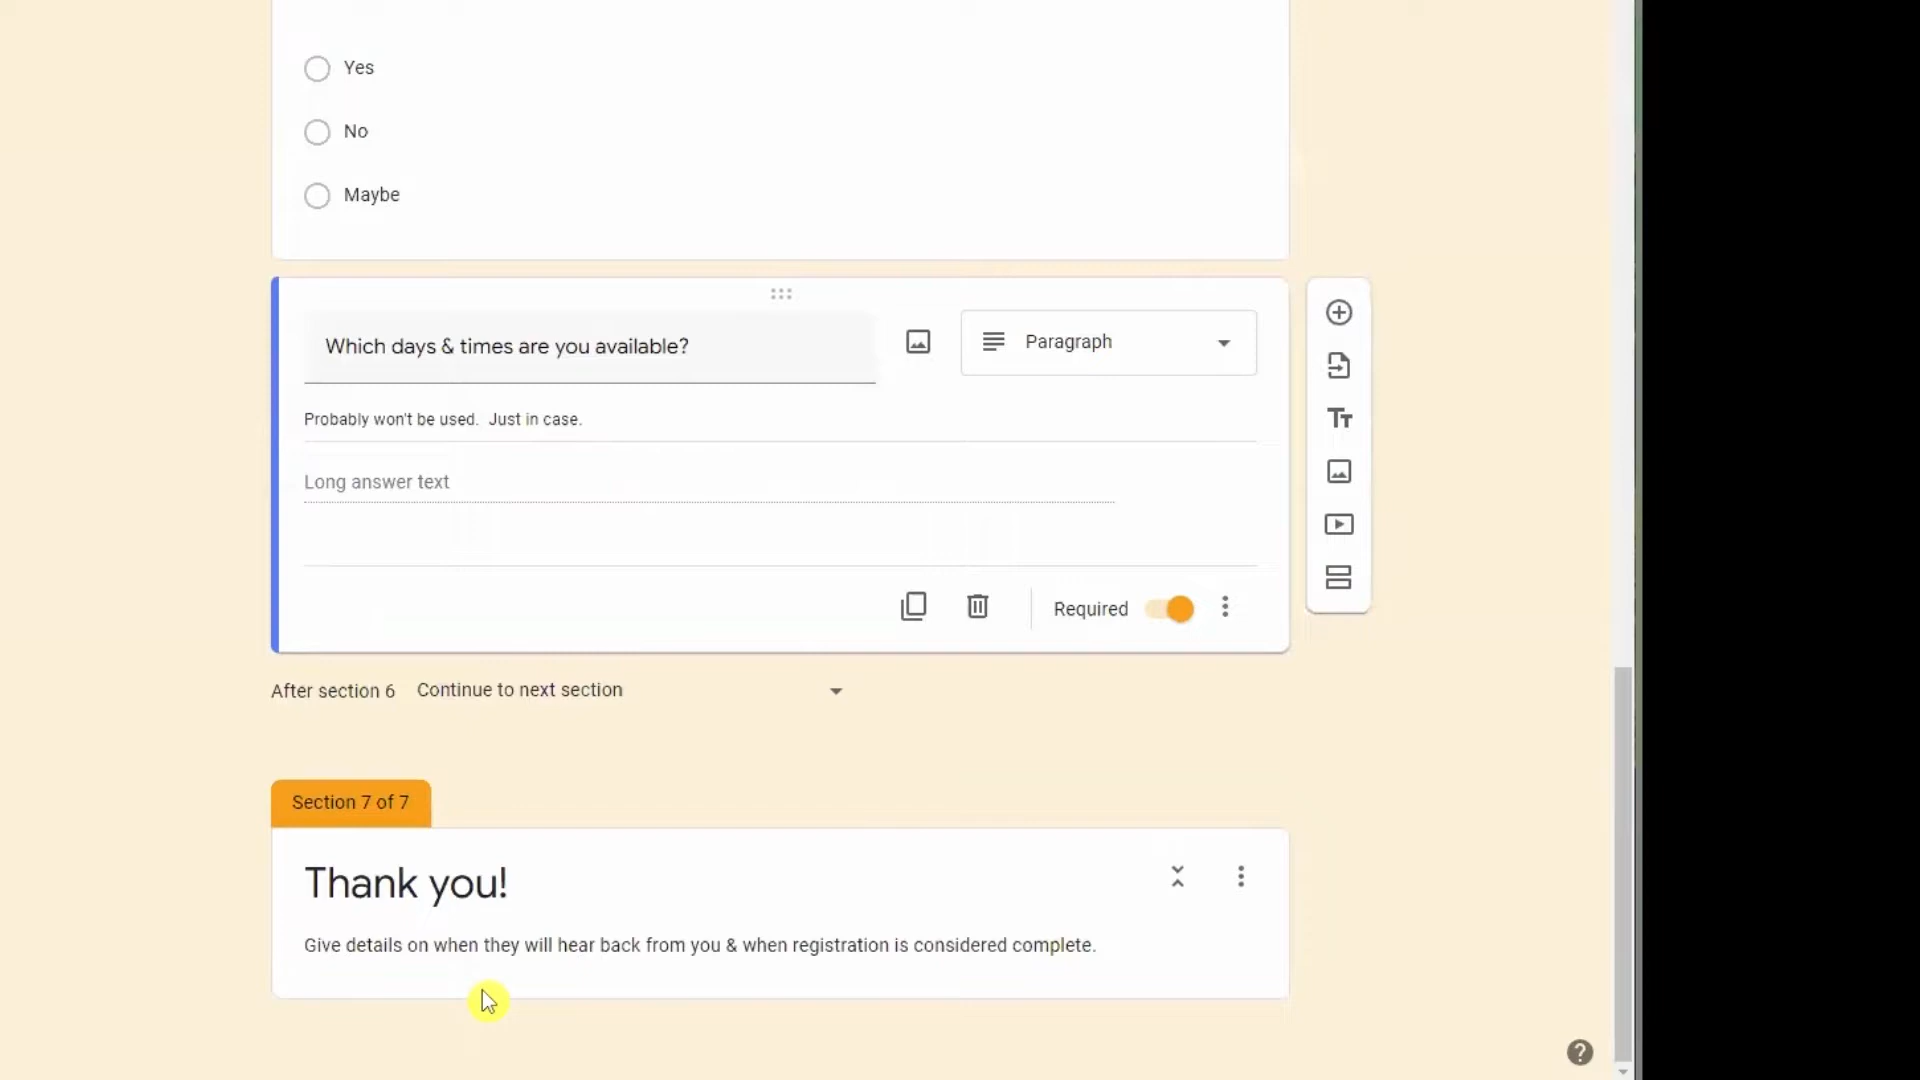 Yes
No
Maybe
Which days & times are you available?
Paragraph
Probably won't be used. Just in case.
Long answer text
Required
After section 6 Continue to next section
Section 7 of 7
Thank you!
Give details on when they will hear back from you & when registration is considered complete.